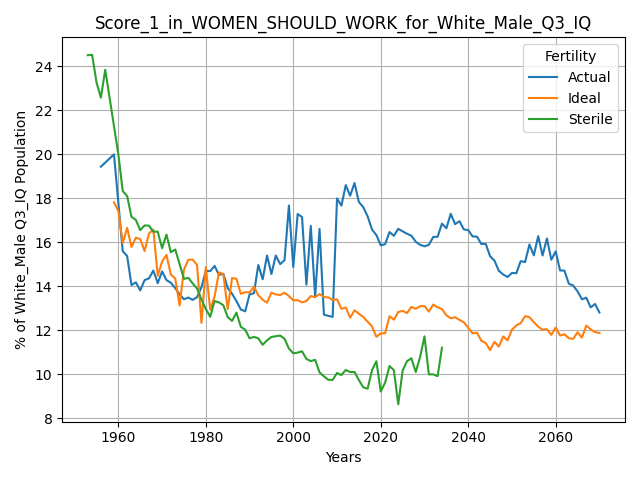 Score_1_in_WOMEN_SHOULD_WORK_for_White_Male_Q3_IQ
Fertility
Actual
Ideal
Sterile
% of White_Male Q3_IQ Population
24
22
20
18
16
14
12
10
8
1960 1980 2000 2020 2040 2060
Years